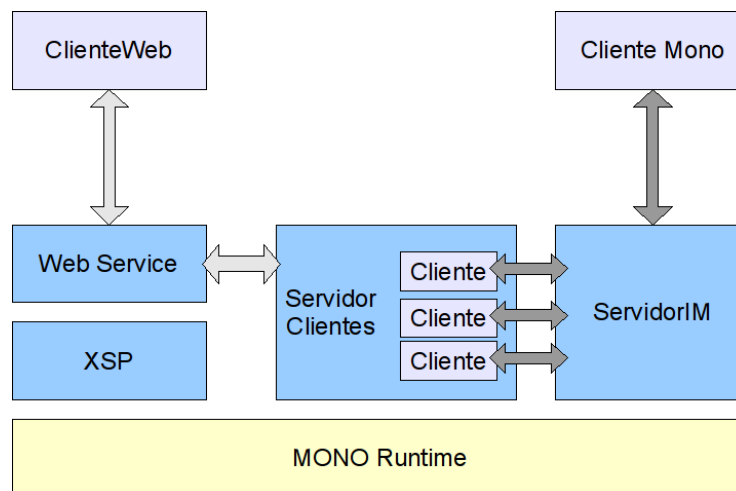 ClienteWeb
Cliente Mono
Web Service
Servidor
Clientes
Cliente
Cliente
Cliente
ServidorIM
XSP
MONO Runtime